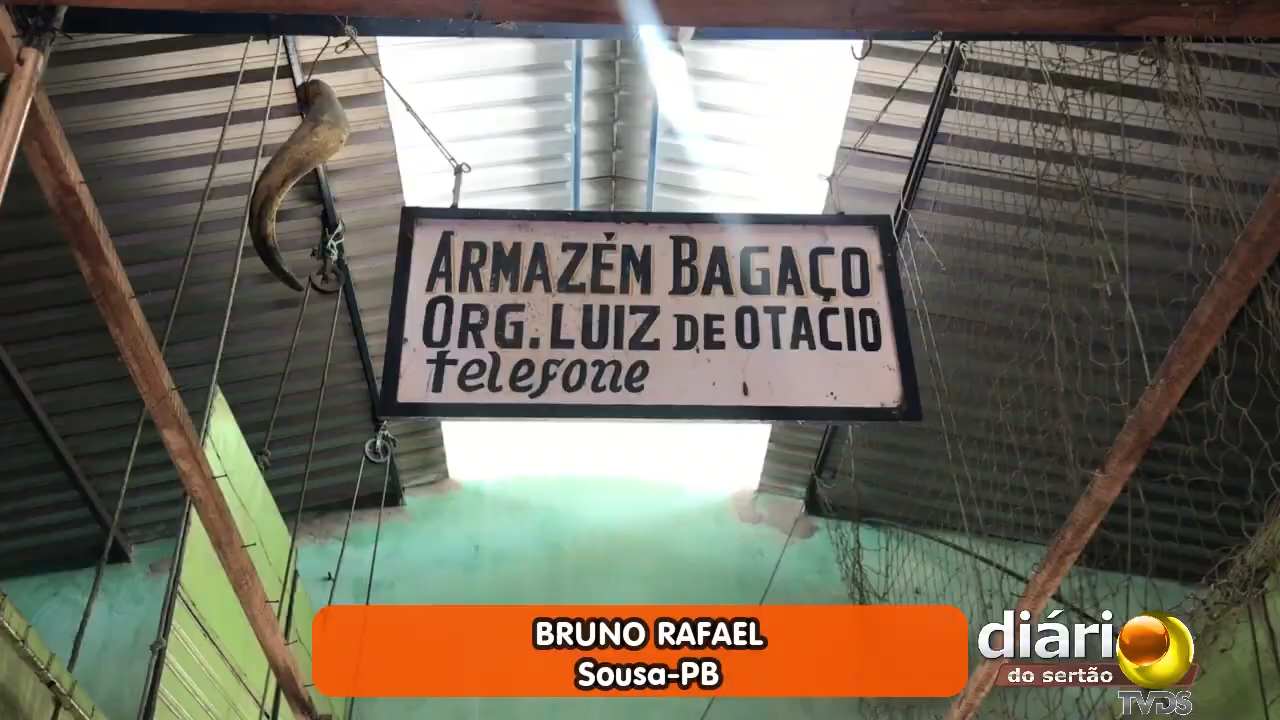 ARMAZÉM BAGAÇO
ORG. LUIZ DE OTACIO
telefone
BRUNO RAFAEL
Sousa-PB
diário
do sertão
TVDS